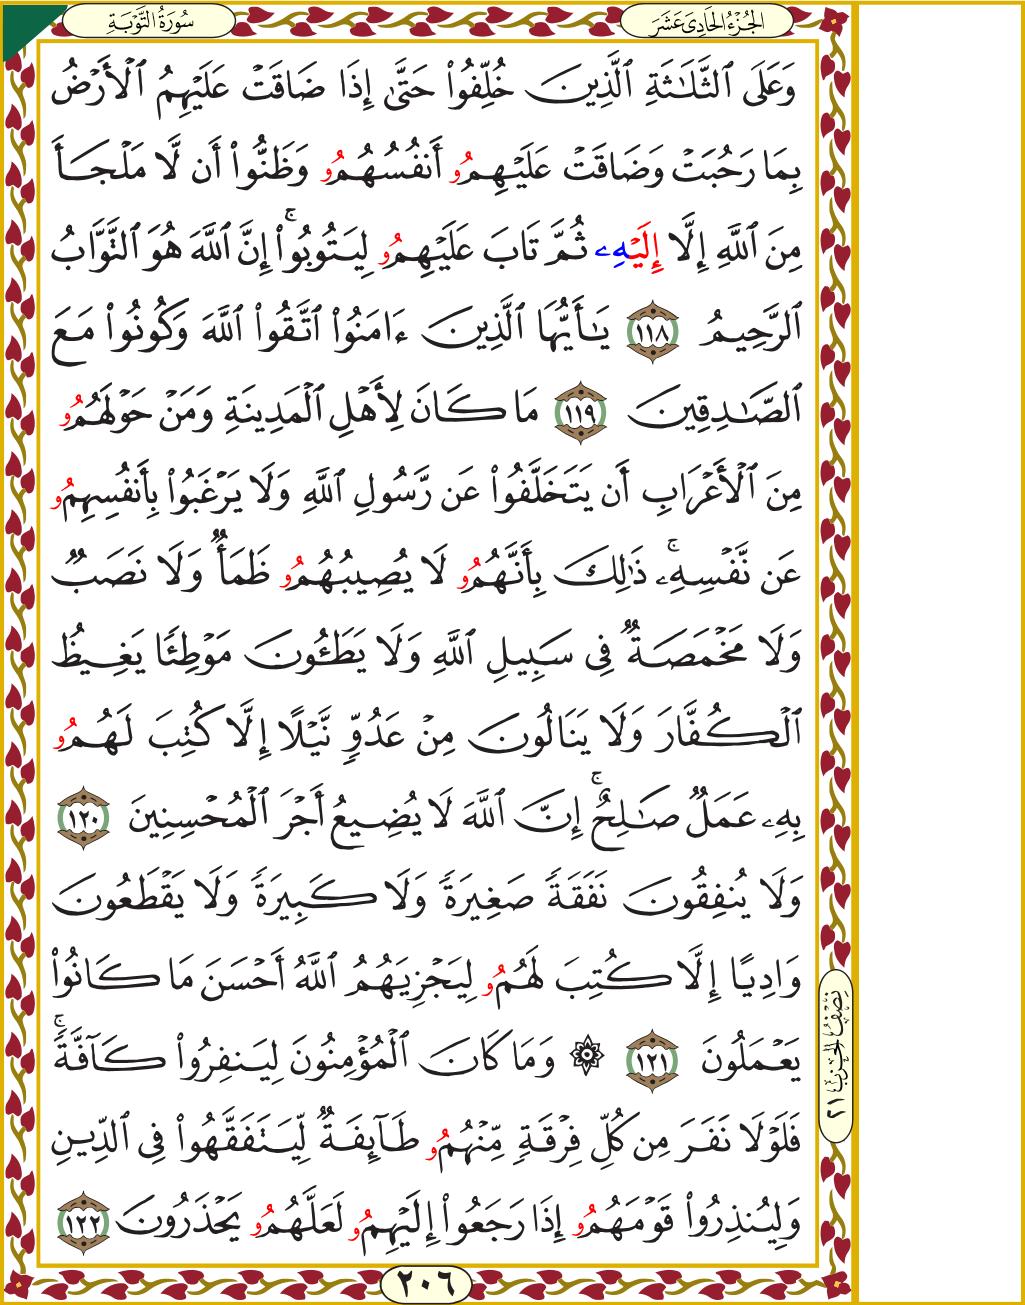 الجُزْءُ الحَادِى عَشَرَ
سُورَةُ التَّوْبَةِ
وَعَلَى ٱلثَّلَٰثَةِ ٱلَّذِينَ خُلِّفُواْ حَتَّىٰ إِذَا ضَاقَتْ عَلَيْهِمُ ٱلْأَرْضُ
بِمَا رَحُبَتْ وَضَاقَتْ عَلَيْهِمُۥ أَنفُسُهُمُۥ وَظَنُّواْ أَن لَّا مَلْجَأَ
مِنَ ٱللَّهِ إِلَّا إِلَيْهِۦ ثُمَّ تَابَ عَلَيْهِمُۥ لِيَتُوبُواْۚ إِنَّ ٱللَّهَ هُوَ ٱلتَّوَّابُ
ٱلرَّحِيمُ ١١٨ يَٰأَيُّهَا ٱلَّذِينَ ءَامَنُواْ ٱتَّقُواْ ٱللَّهَ وَكُونُواْ مَعَ
ٱلصَّٰدِقِينَ ١١٩ مَا كَانَ لِأَهْلِ ٱلْمَدِينَةِ وَمَنْ حَوْلَهُمُۥ
مِنَ ٱلْأَعْرَابِ أَن يَتَخَلَّفُواْ عَن رَّسُولِ ٱللَّهِ وَلَا يَرْغَبُواْ بِأَنفُسِهِمُۥ
عَن نَّفْسِهِۦۚ ذَٰلِكَ بِأَنَّهُمُۥ لَا يُصِيبُهُمُۥ ظَمَأٌ وَلَا نَصَبٌ
وَلَا مَخْمَصَةٌ فِى سَبِيلِ ٱللَّهِ وَلَا يَطَـُٔونَ مَوْطِئًا يَغِيظُ
ٱلْكُفَّارَ وَلَا يَنَالُونَ مِنْ عَدُوٍّ نَّيْلًا إِلَّا كُتِبَ لَهُمُۥ
بِهِۦ عَمَلٌ صَٰلِحٌۚ إِنَّ ٱللَّهَ لَا يُضِيعُ أَجْرَ ٱلْمُحْسِنِينَ ١٢٠
وَلَا يُنفِقُونَ نَفَقَةً صَغِيرَةً وَلَا كَبِيرَةً وَلَا يَقْطَعُونَ
وَادِيًا إِلَّا كُتِبَ لَهُمُۥ لِيَجْزِيَهُمُ ٱللَّهُ أَحْسَنَ مَا كَانُواْ
يَعْمَلُونَ ١٢١ ۞ وَمَا كَانَ ٱلْمُؤْمِنُونَ لِيَنفِرُواْ كَآفَّةًۚ
فَلَوْلَا نَفَرَ مِن كُلِّ فِرْقَةٍ مِّنْهُمُۥ طَآئِفَةٌ لِّيَتَفَقَّهُواْ فِى ٱلدِّينِ
وَلِيُنذِرُواْ قَوْمَهُمُۥ إِذَا رَجَعُواْ إِلَيْهِمُۥ لَعَلَّهُمُۥ يَحْذَرُونَ ١٢٢
نِصْفُ الحِزْبِ ٢١
٢٠٦